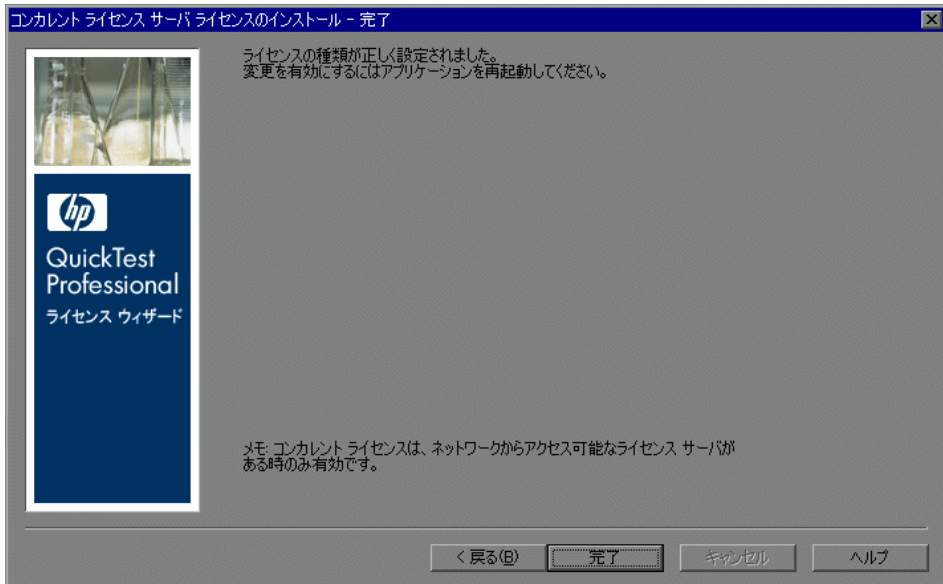 コンカレント ライセンス サーバ ライセンスのインストール - 完了
ライセンスの種類が正しく設定されました。
変更を有効にするにはアプリケーションを再起動してください。
hp
QuickTest
Professional
ライセンス ウィザード
メモ: コンカレント ライセンスは、ネットワークからアクセス可能なライセンス サーバが
ある時のみ有効です。
< 戻る(B)
完了
キャンセル
ヘルプ